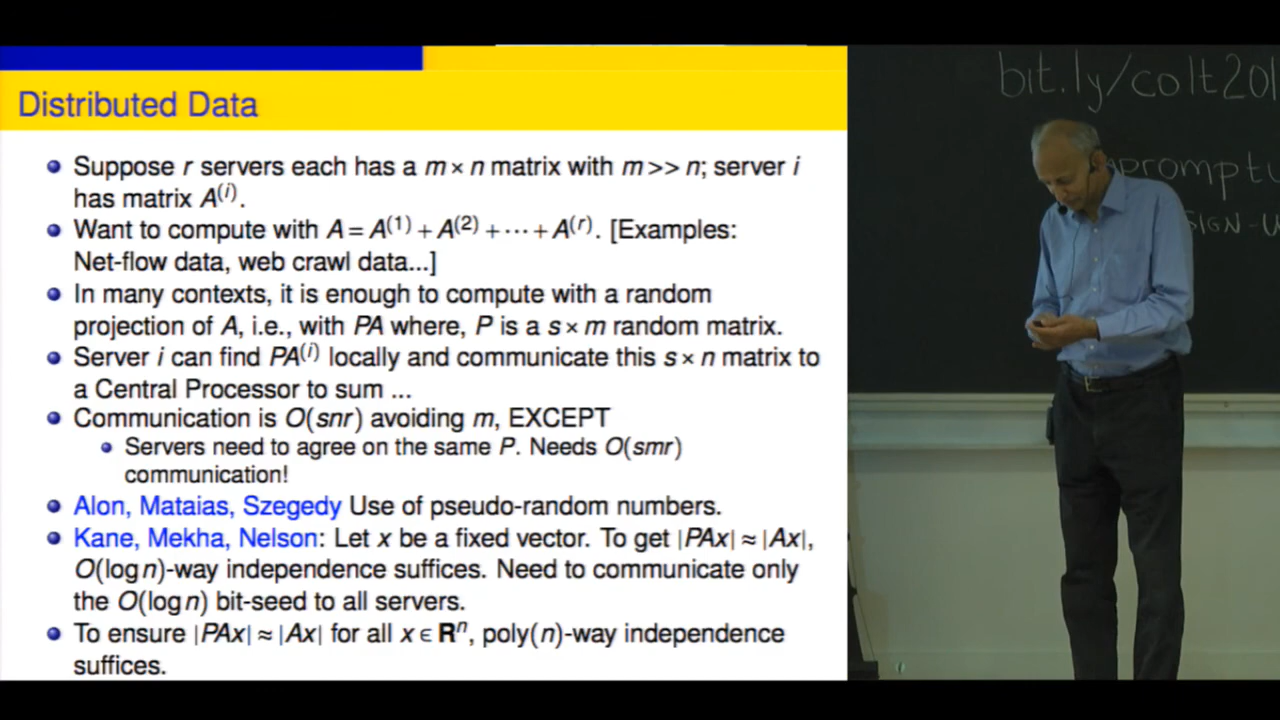 Distributed Data
Suppose r servers each has a m × n matrix with m >> n; server i
has matrix A⁽ⁱ⁾.
Want to compute with A = A⁽¹⁾ + A⁽²⁾ + ··· + A⁽ʳ⁾. [Examples:
Net-flow data, web crawl data...]
In many contexts, it is enough to compute with a random
projection of A, i.e., with PA where, P is a s × m random matrix.
Server i can find PA⁽ⁱ⁾ locally and communicate this s × n matrix to
a Central Processor to sum ...
Communication is O(snr) avoiding m, EXCEPT
Servers need to agree on the same P. Needs O(smr)
communication!
Alon, Mataias, Szegedy Use of pseudo-random numbers.
Kane, Mekha, Nelson: Let x be a fixed vector. To get |PAx| ≈ |Ax|,
O(log n)-way independence suffices. Need to communicate only
the O(log n) bit-seed to all servers.
To ensure |PAx| ≈ |Ax| for all x ∈ Rⁿ, poly(n)-way independence
suffices.
bit.ly/colt201